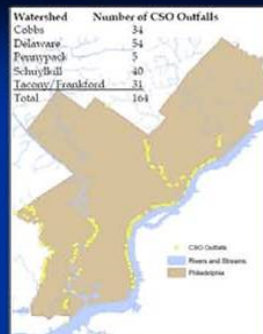 Watershed Number of CSO Outfalls
Cobbs 34
Delaware 54
Pennypack 5
Schuylkill 40
Tacony/Frankford 31
Total 164
CSO Outfalls
Rivers and Streams
Philadelphia